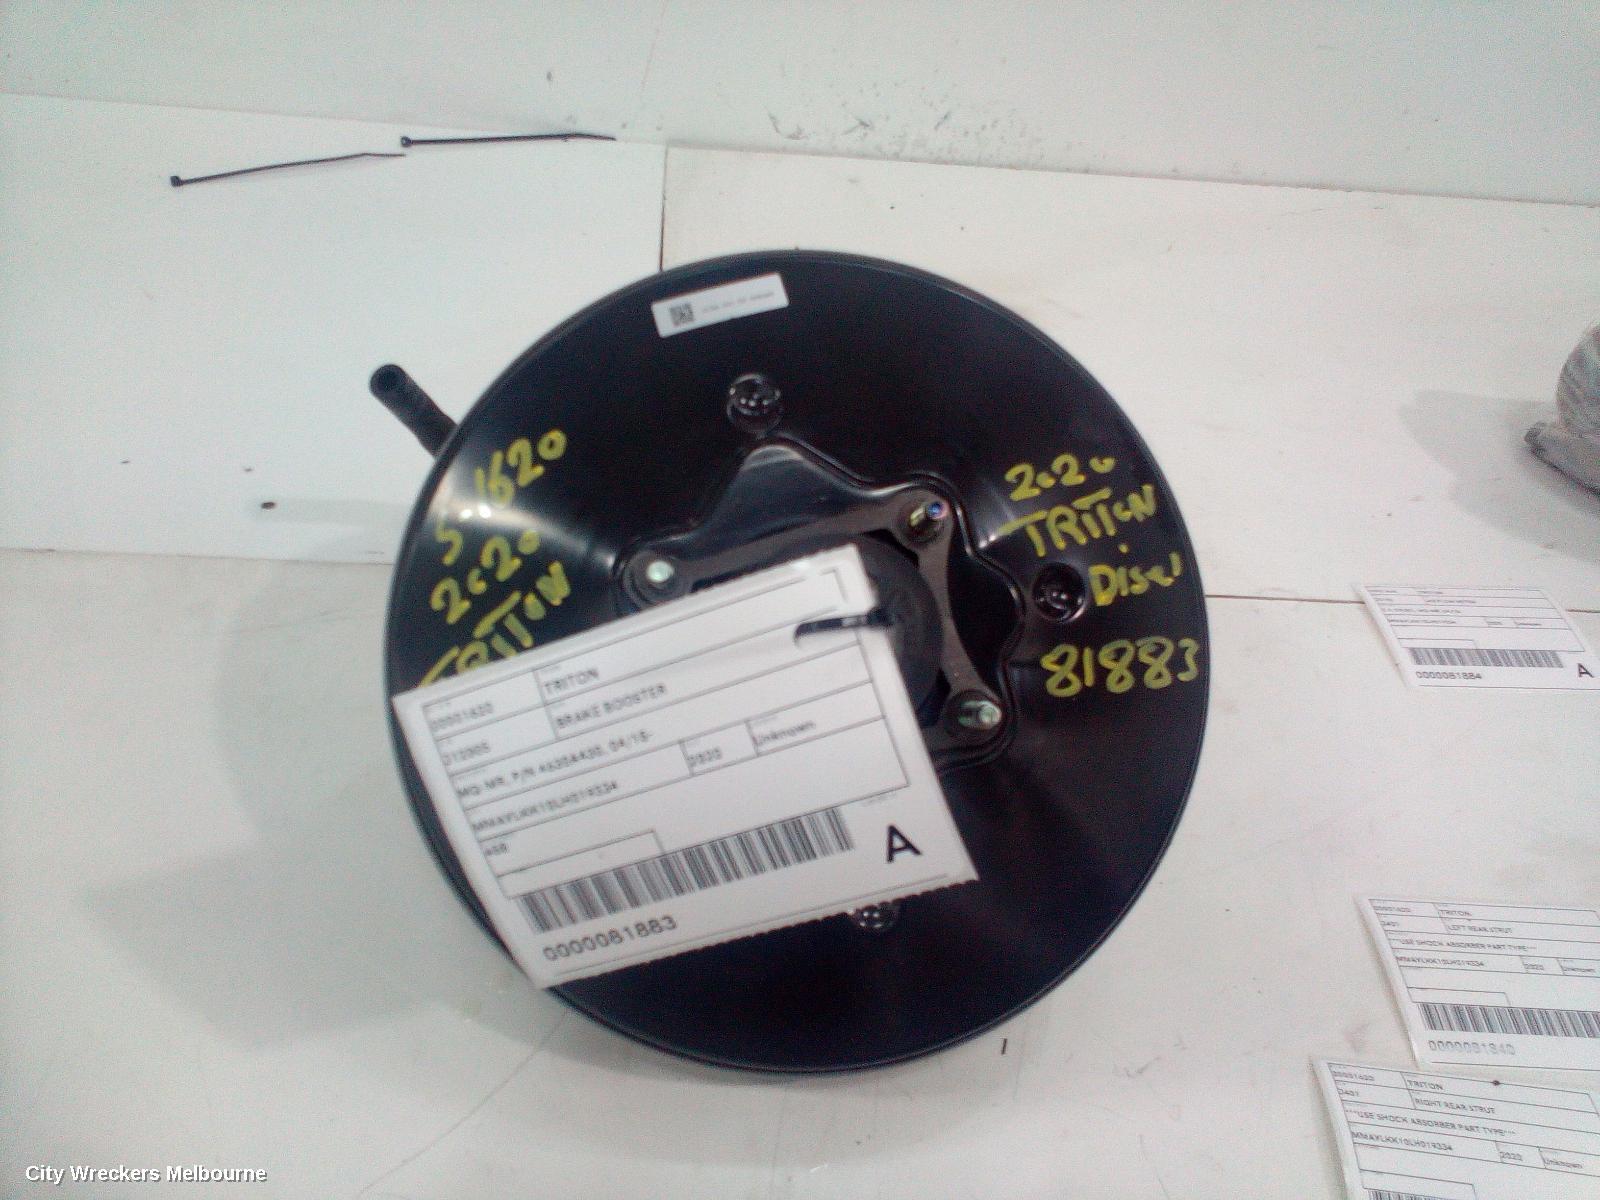 S 1620
2020
TRITON
2020
TRITON
Disel
81883
00001620
TRITON
BRAKE BOOSTER
MQ-MR, P/N 4630A430, 04/15-
2020
Unknown
MMAYLKK10LH019334
A
0000081883
TRITON
0000081884
A
00001620
TRITON
LEFT REAR STRUT
***USE SHOCK ABSORBER PART TYPE***
MMAYLKK10LH019334
2020
Unknown
0000081840
00001620
TRITON
RIGHT REAR STRUT
***USE SHOCK ABSORBER PART TYPE***
MMAYLKK10LH019334
2020
Unknown
City Wreckers Melbourne